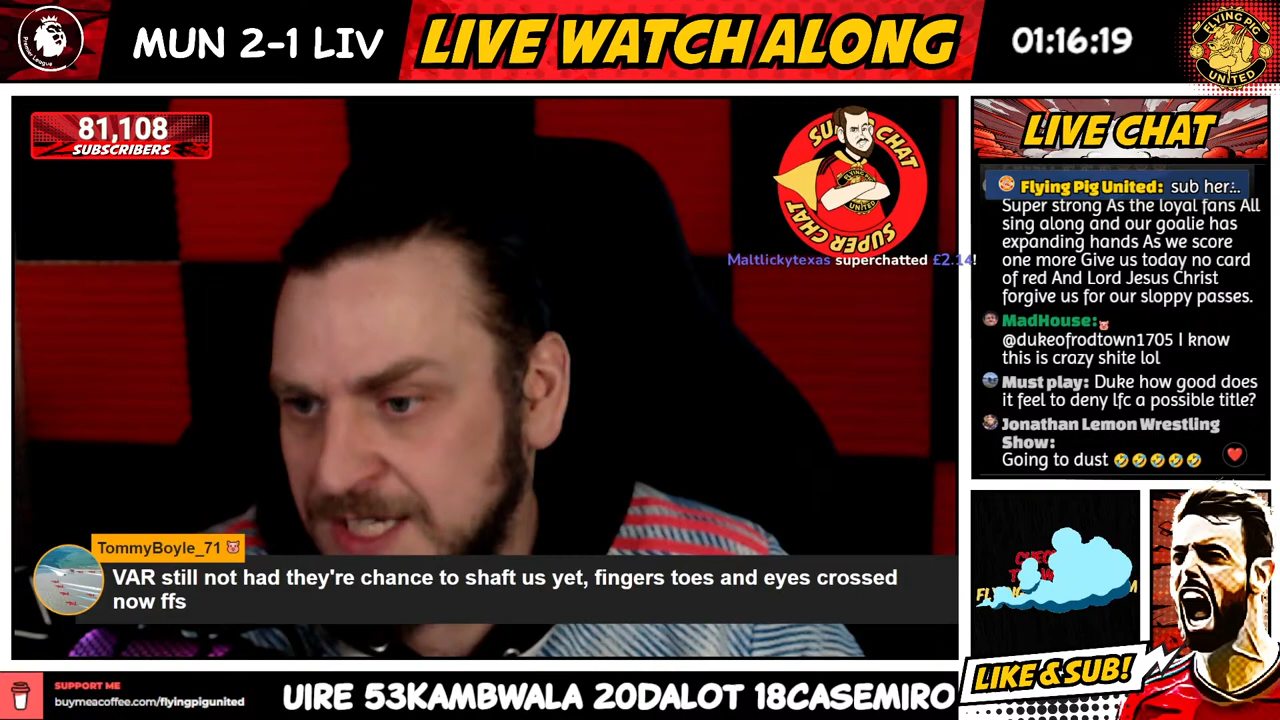 Premier League
MUN 2-1 LIV
LIVE WATCH ALONG
01:16:19
FLYING PIG
UNITED
81,108
SUBSCRIBERS
SUPER CHAT
FLYING PIG
UNITED
SUPER CHAT
Maltlickytexas superchatted £2.14!
LIVE CHAT
Flying Pig United: sub her...
Super strong As the loyal fans All
sing along and our goalie has
expanding hands As we score
one more Give us today no card
of red And Lord Jesus Christ
forgive us for our sloppy passes.
MadHouse:
@dukeofrodtown1705 I know
this is crazy shite lol
Must play: Duke how good does
it feel to deny lfc a possible title?
Jonathan Lemon Wrestling
Show:
Going to dust 🤣🤣🤣🤣🤣
TommyBoyle_71
VAR still not had they're chance to shaft us yet, fingers toes and eyes crossed
now ffs
LIKE & SUB!
SUPPORT ME
buymeacoffee.com/flyingpigunited
UIRE 53KAMBWALA 20DALOT 18CASEMIRO